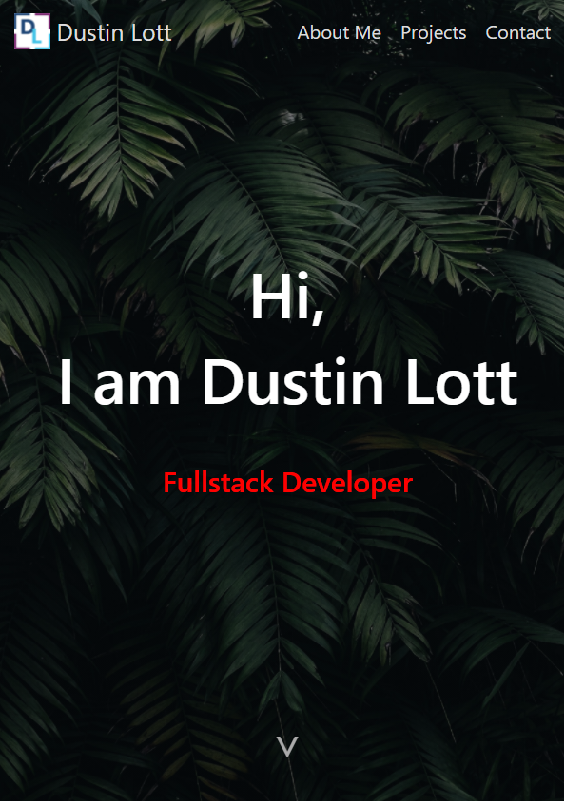 DL Dustin Lott About Me Projects Contact
Hi,
I am Dustin Lott
Fullstack Developer